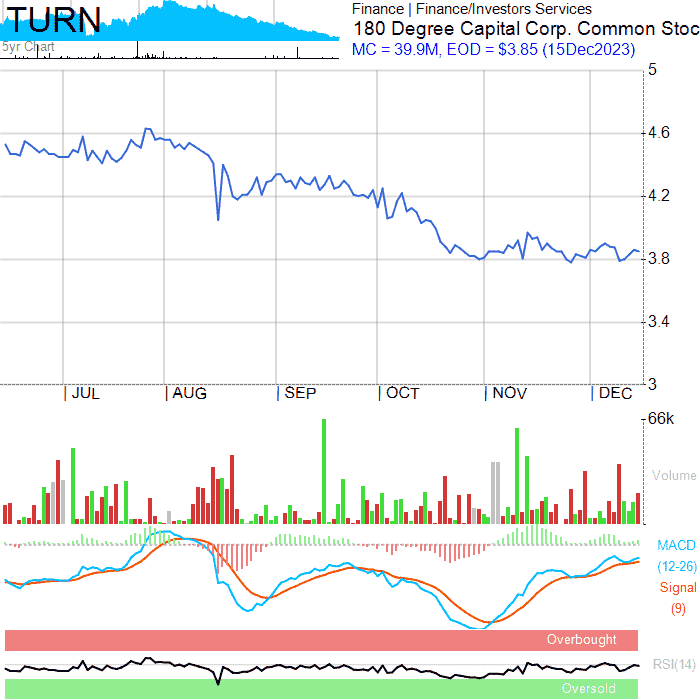 TURN
5yr Chart
Finance | Finance/Investors Services
180 Degree Capital Corp. Common Stoc
MC = 39.9M, EOD = $3.85 (15Dec2023)
5
4.6
4.2
3.8
3.4
3
JUL AUG SEP OCT NOV DEC
66k
Volume
MACD
(12-26)
Signal
(9)
Overbought
RSI(14)
Oversold